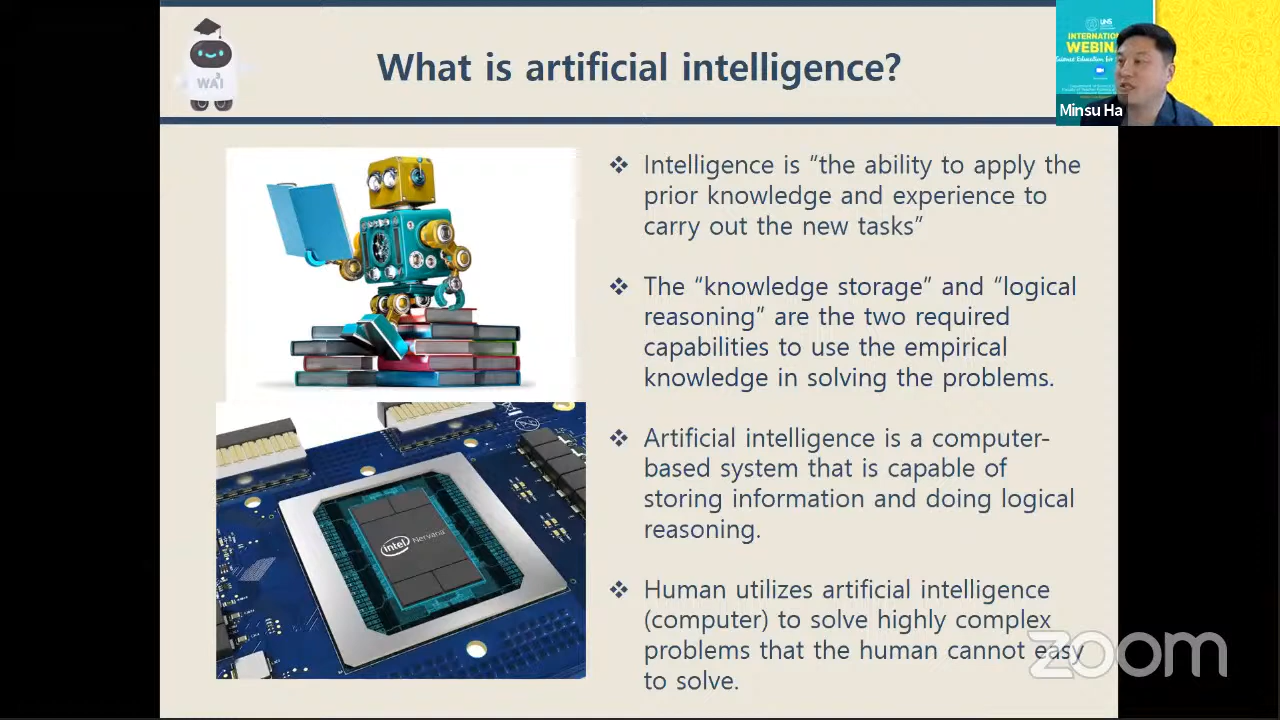 What is artificial intelligence?
WAI
UNS
INTERNATIO
WEBINA
Minsu Ha
❖ Intelligence is “the ability to apply the
prior knowledge and experience to
carry out the new tasks”
❖ The “knowledge storage” and “logical
reasoning” are the two required
capabilities to use the empirical
knowledge in solving the problems.
❖ Artificial intelligence is a computer-
based system that is capable of
storing information and doing logical
reasoning.
❖ Human utilizes artificial intelligence
(computer) to solve highly complex
problems that the human cannot easy
to solve.
intel Nervana
zoom